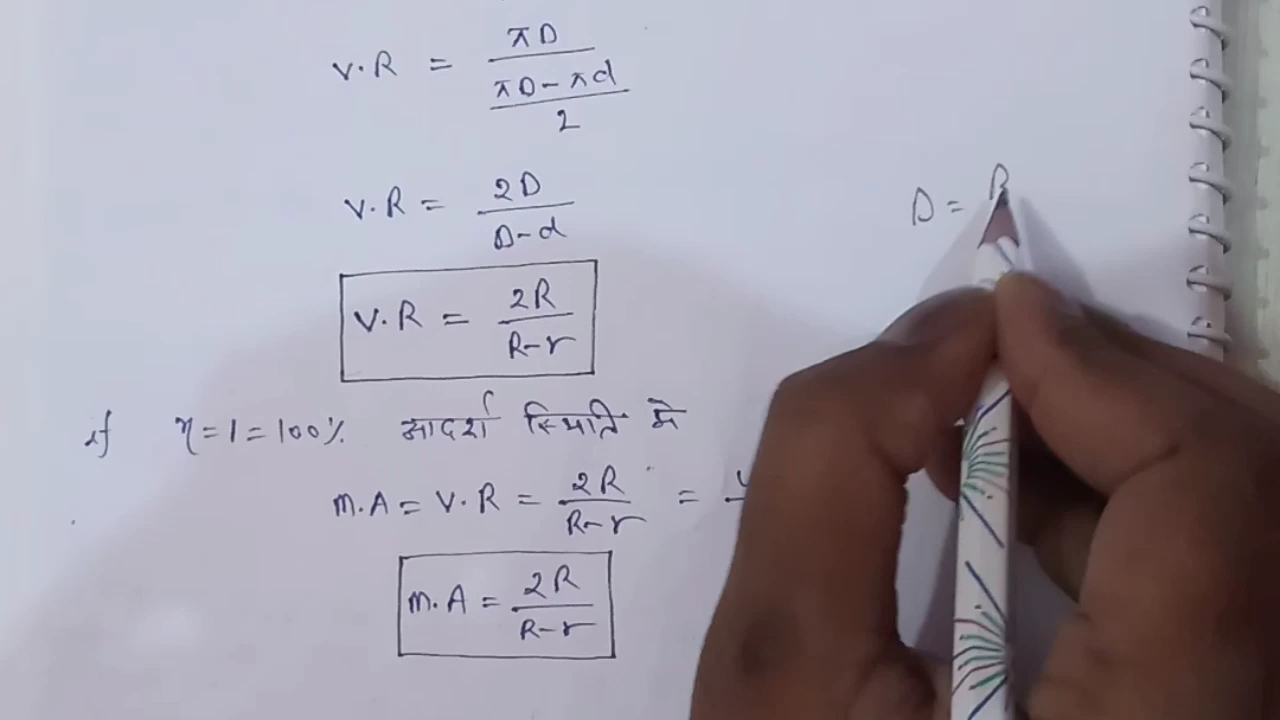 V.R = πD / ((πD - πd) / 2)
V.R = 2D / (D-d)
D =
V.R = 2R / (R-r)
if η = 1 = 100% आदर्श स्थिति मे
M.A = V.R = 2R / (R-r) =
M.A = 2R / (R-r)